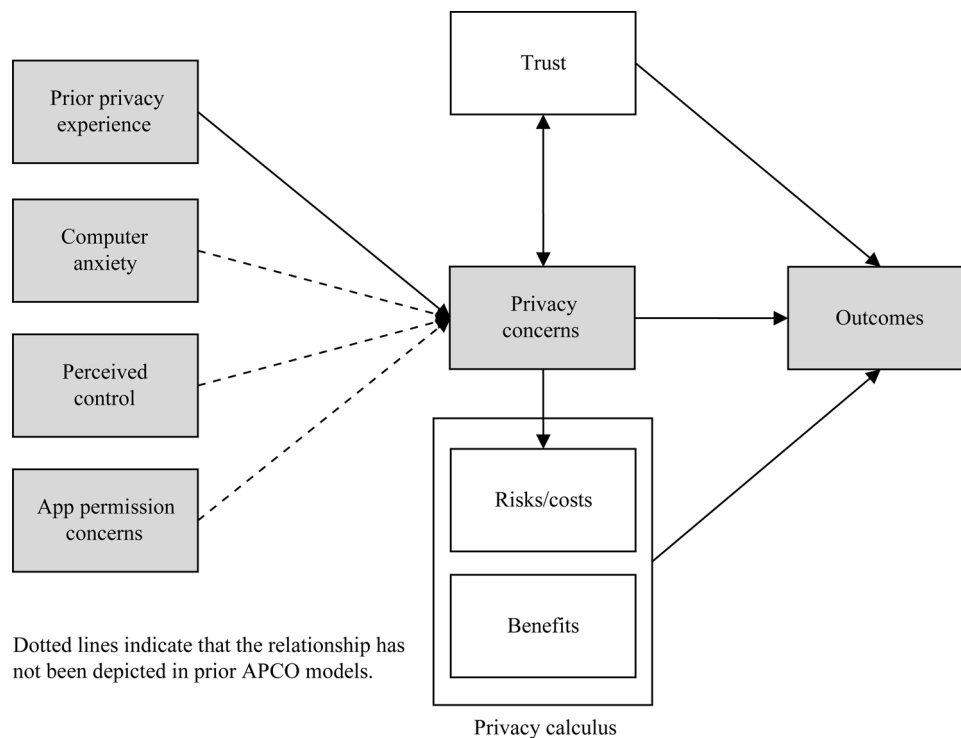 Prior privacy
experience
Computer
anxiety
Perceived
control
App permission
concerns
Trust
Privacy
concerns
Outcomes
Risks/costs
Benefits
Privacy calculus
Dotted lines indicate that the relationship has
not been depicted in prior APCO models.